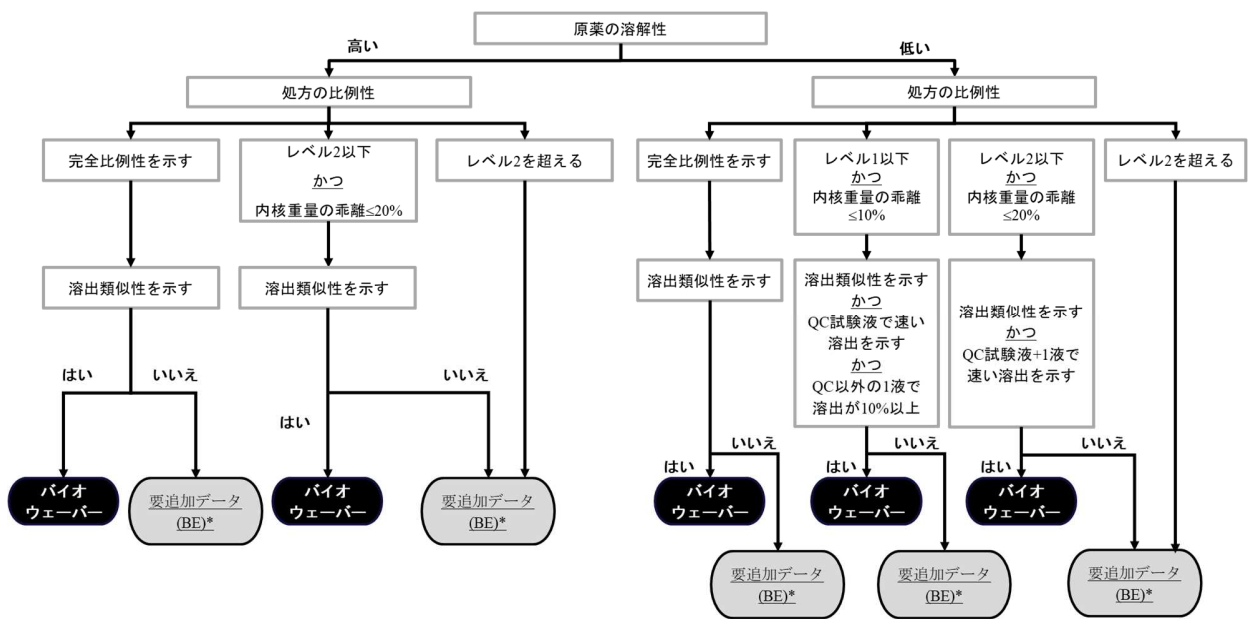 原薬の溶解性
高い
低い
処方の比例性
処方の比例性
完全比例性を示す
レベル2以下
かつ
内核重量の乖離≤20%
レベル2を超える
完全比例性を示す
レベル1以下
かつ
内核重量の乖離
≤10%
レベル2以下
かつ
内核重量の乖離
≤20%
レベル2を超える
溶出類似性を示す
溶出類似性を示す
溶出類似性を示す
溶出類似性を示す
かつ
QC試験液で速い
溶出を示す
かつ
QC以外の1液で
溶出が10%以上
溶出類似性を示す
かつ
QC試験液+1液で
速い溶出を示す
はい
いいえ
はい
いいえ
はい
いいえ
はい
いいえ
はい
いいえ
バイオ
ウェーバー
要追加データ
(BE)*
バイオ
ウェーバー
要追加データ
(BE)*
バイオ
ウェーバー
バイオ
ウェーバー
バイオ
ウェーバー
要追加データ
(BE)*
要追加データ
(BE)*
要追加データ
(BE)*